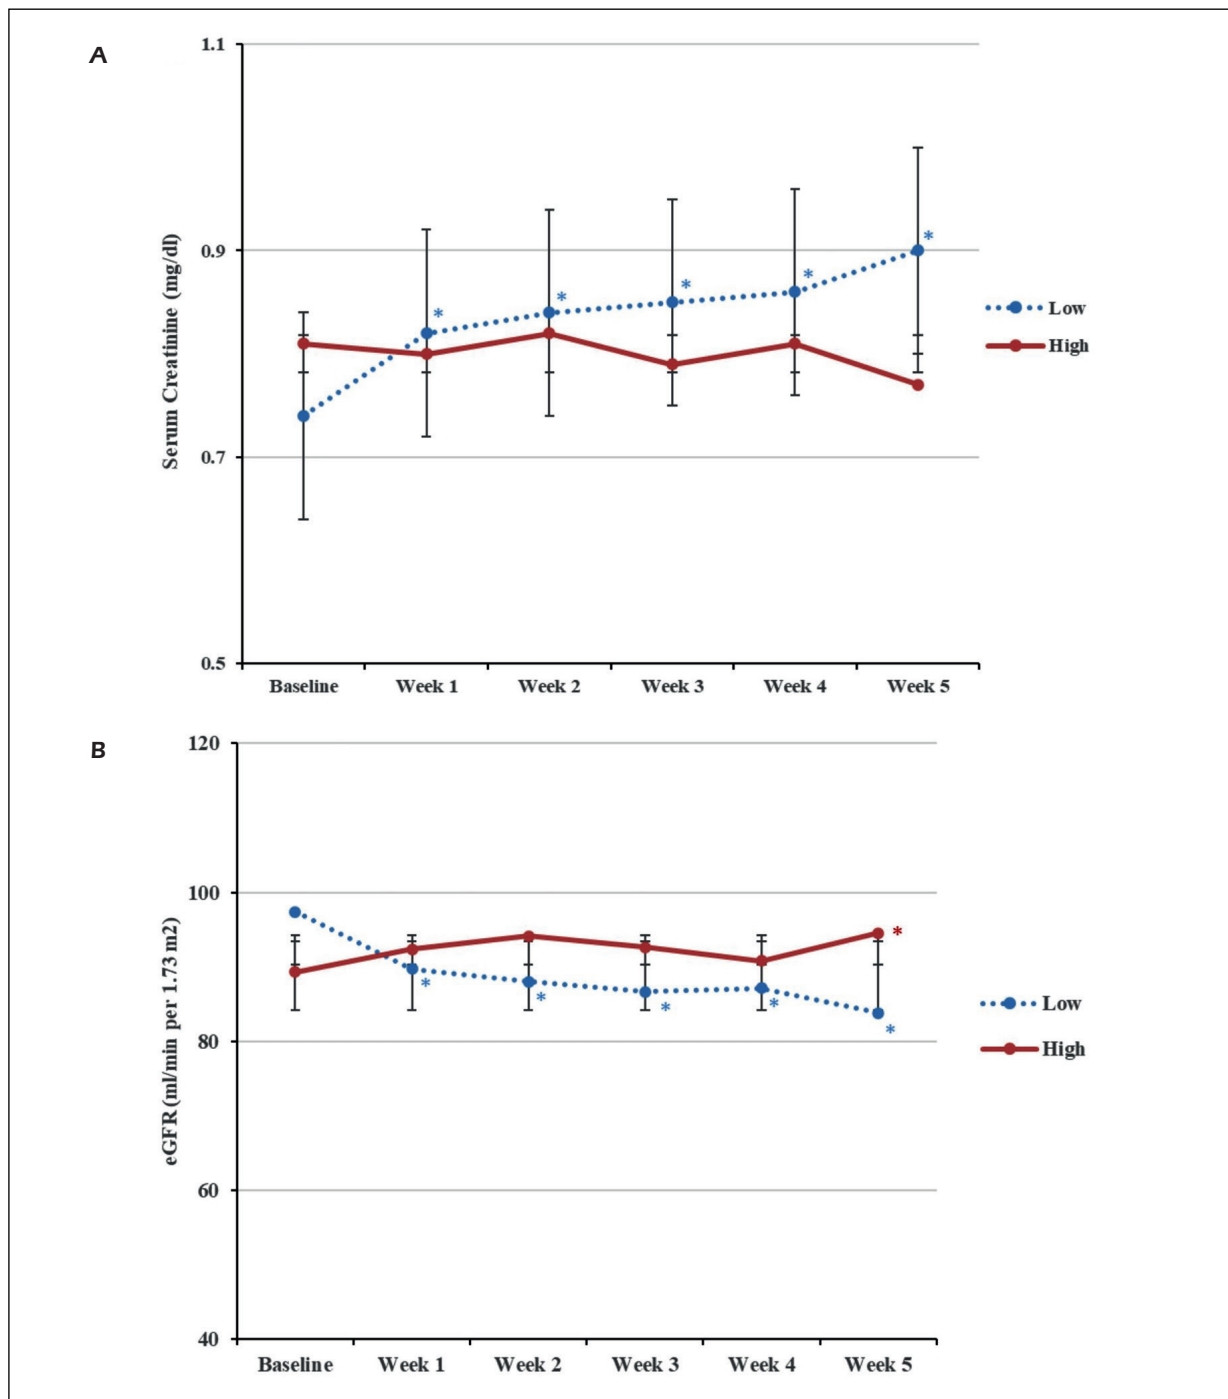 A
1.1
0.9
0.7
0.5
Serum Creatinine (mg/dl)
*
*
*
*
*
Low
High
Baseline Week 1 Week 2 Week 3 Week 4 Week 5
B
120
100
80
60
40
eGFR (ml/min per 1.73 m2)
*
*
*
*
*
*
Low
High
Baseline Week 1 Week 2 Week 3 Week 4 Week 5